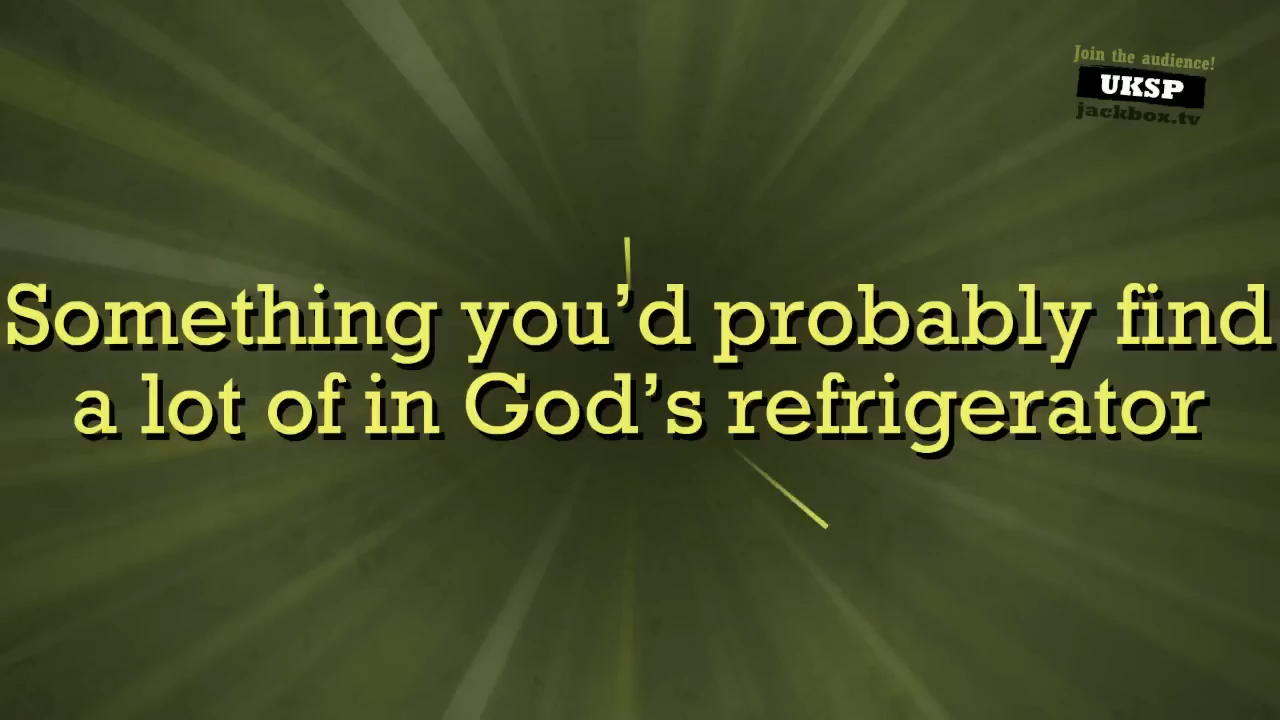 Join the audience!
UKSP
jackbox.tv
Something you’d probably find
a lot of in God’s refrigerator